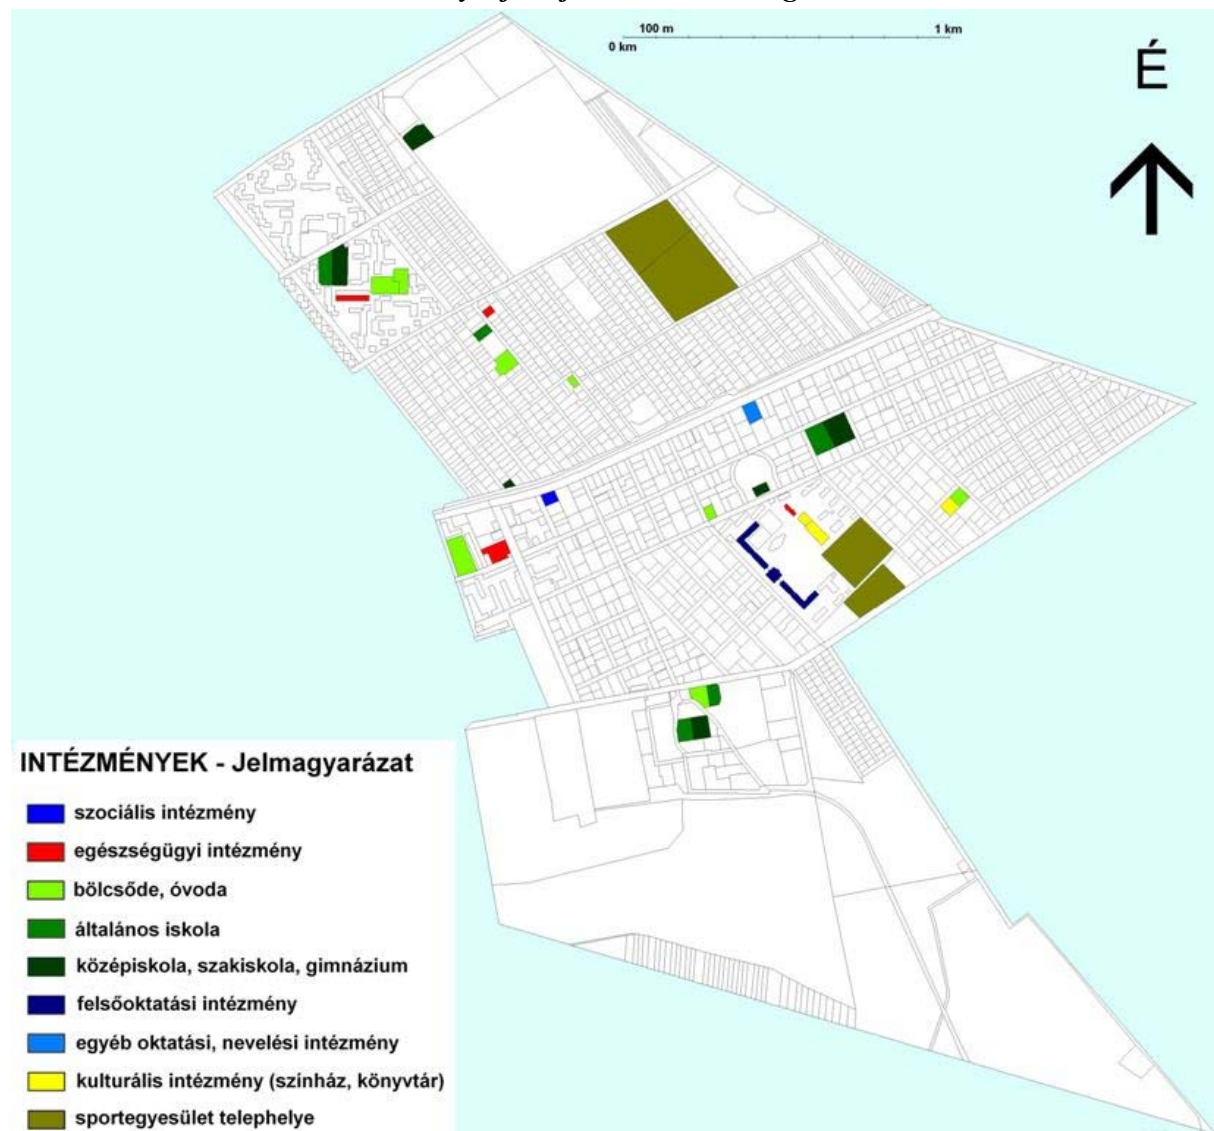 100 m
1 km
0 km
É
INTÉZMÉNYEK - Jelmagyarázat
szociális intézmény
egészségügyi intézmény
bölcsőde, óvoda
általános iskola
középiskola, szakiskola, gimnázium
felsőoktatási intézmény
egyéb oktatási, nevelési intézmény
kulturális intézmény (színház, könyvtár)
sportegyesület telephelye